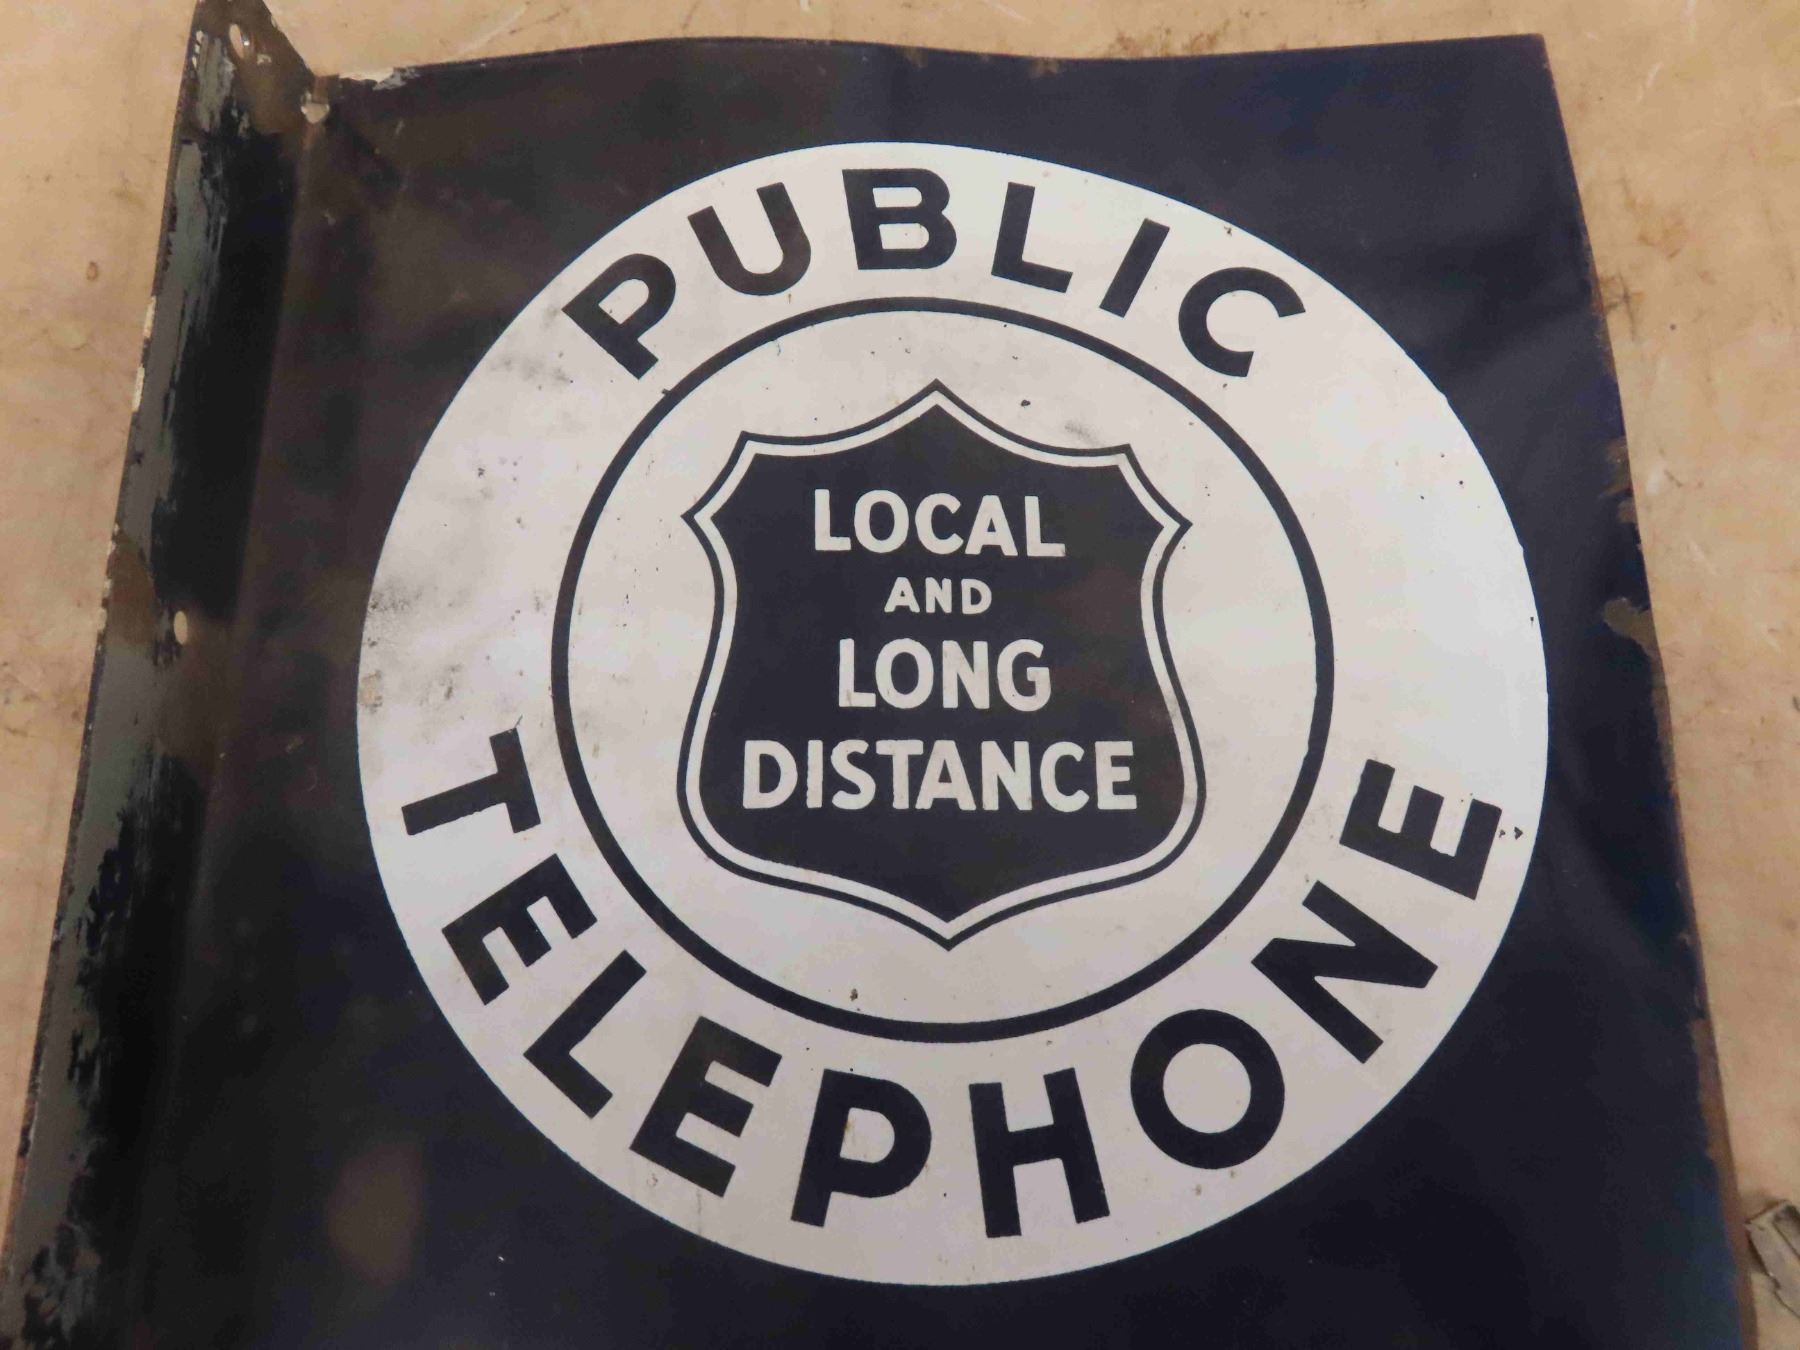 PUBLIC
LOCAL
AND
LONG
DISTANCE
TELEPHONE